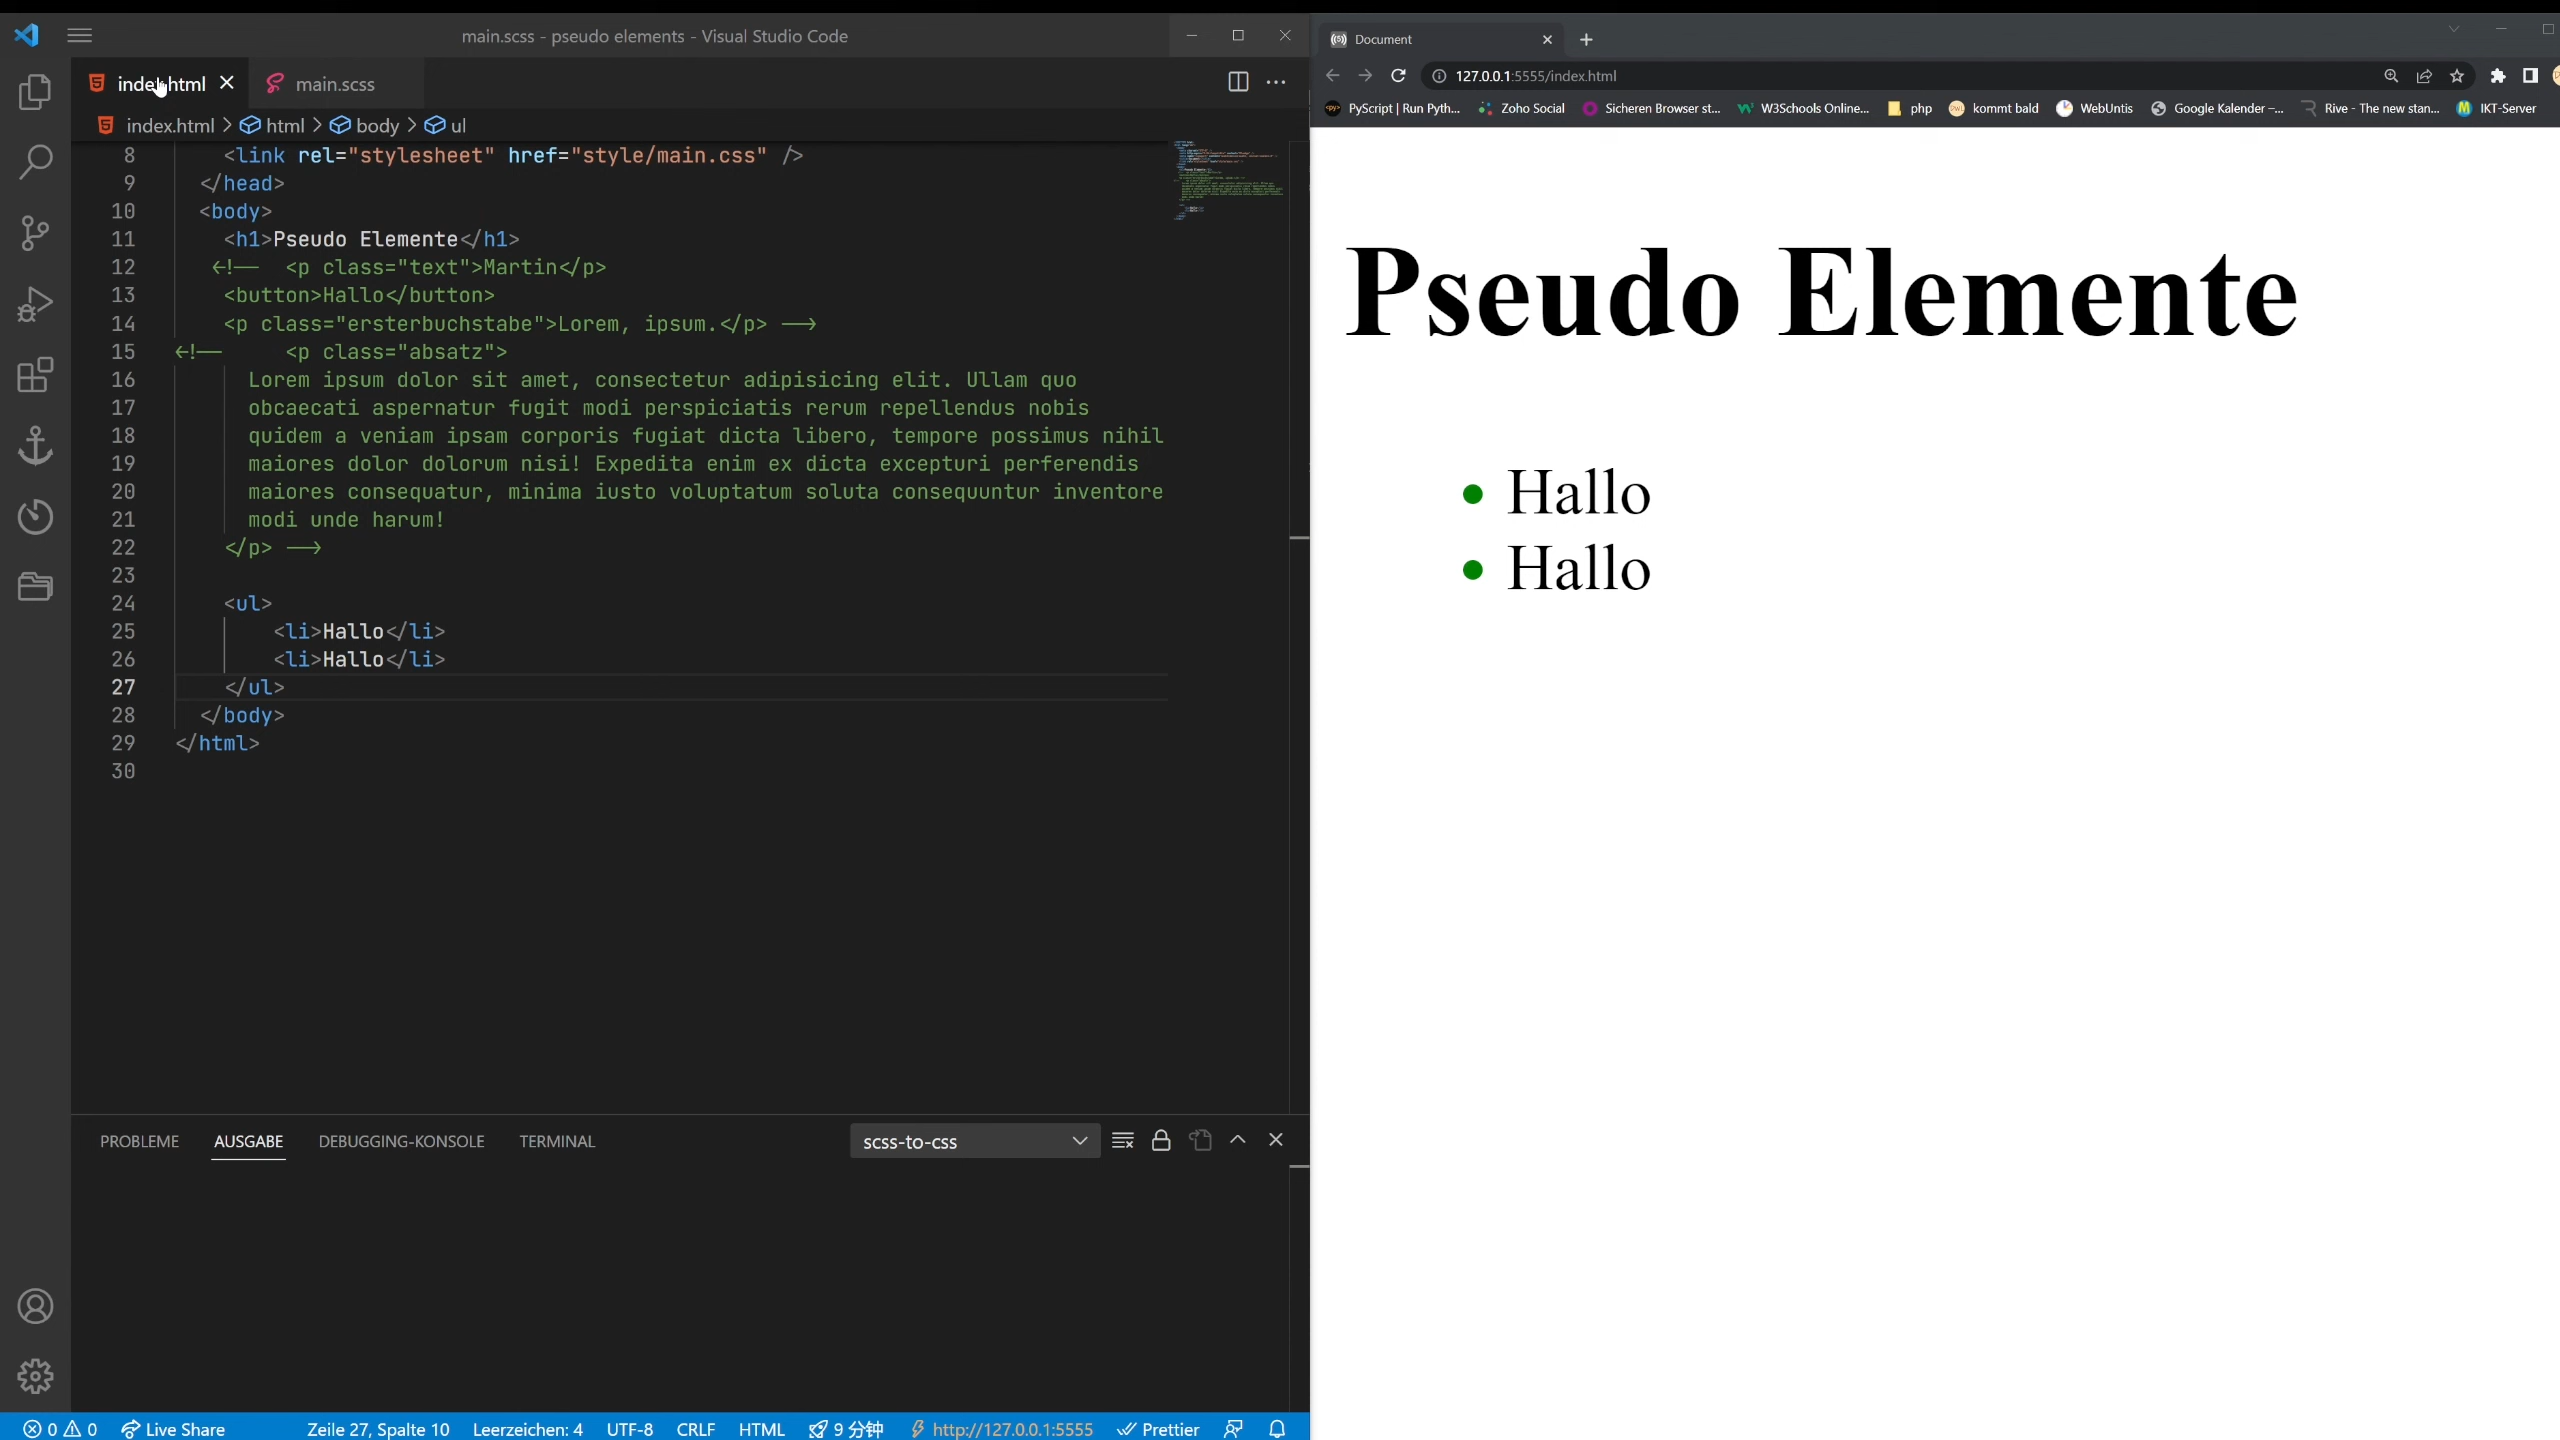 main.scss - pseudo elements - Visual Studio Code
index.html
main.scss
index.html > html > body > ul
8 <link rel="stylesheet" href="style/main.css" />
9 </head>
10 <body>
11 <h1>Pseudo Elemente</h1>
12 <!-- <p class="text">Martin</p>
13 <button>Hallo</button>
14 <p class="ersterbuchstabe">Lorem, ipsum.</p> -->
15 <!-- <p class="absatz">
16 Lorem ipsum dolor sit amet, consectetur adipisicing elit. Ullam quo
17 obcaecati aspernatur fugit modi perspiciatis rerum repellendus nobis
18 quidem a veniam ipsam corporis fugiat dicta libero, tempore possimus nihil
19 maiores dolor dolorum nisi! Expedita enim ex dicta excepturi perferendis
20 maiores consequatur, minima iusto voluptatum soluta consequuntur inventore
21 modi unde harum!
22 </p> -->
23
24 <ul>
25 <li>Hallo</li>
26 <li>Hallo</li>
27 </ul>
28 </body>
29 </html>
30
PROBLEME AUSGABE DEBUGGING-KONSOLE TERMINAL scss-to-css
0 0 Live Share Zeile 27, Spalte 10 Leerzeichen: 4 UTF-8 CRLF HTML 9 分钟 http://127.0.0.1:5555 Prettier
Document
127.0.0.1:5555/index.html
PyScript | Run Pyth... Zoho Social Sicheren Browser st... W3Schools Online... php kommt bald WebUntis Google Kalender –... Rive - The new stan... IKT-Server
Pseudo Elemente
• Hallo
• Hallo